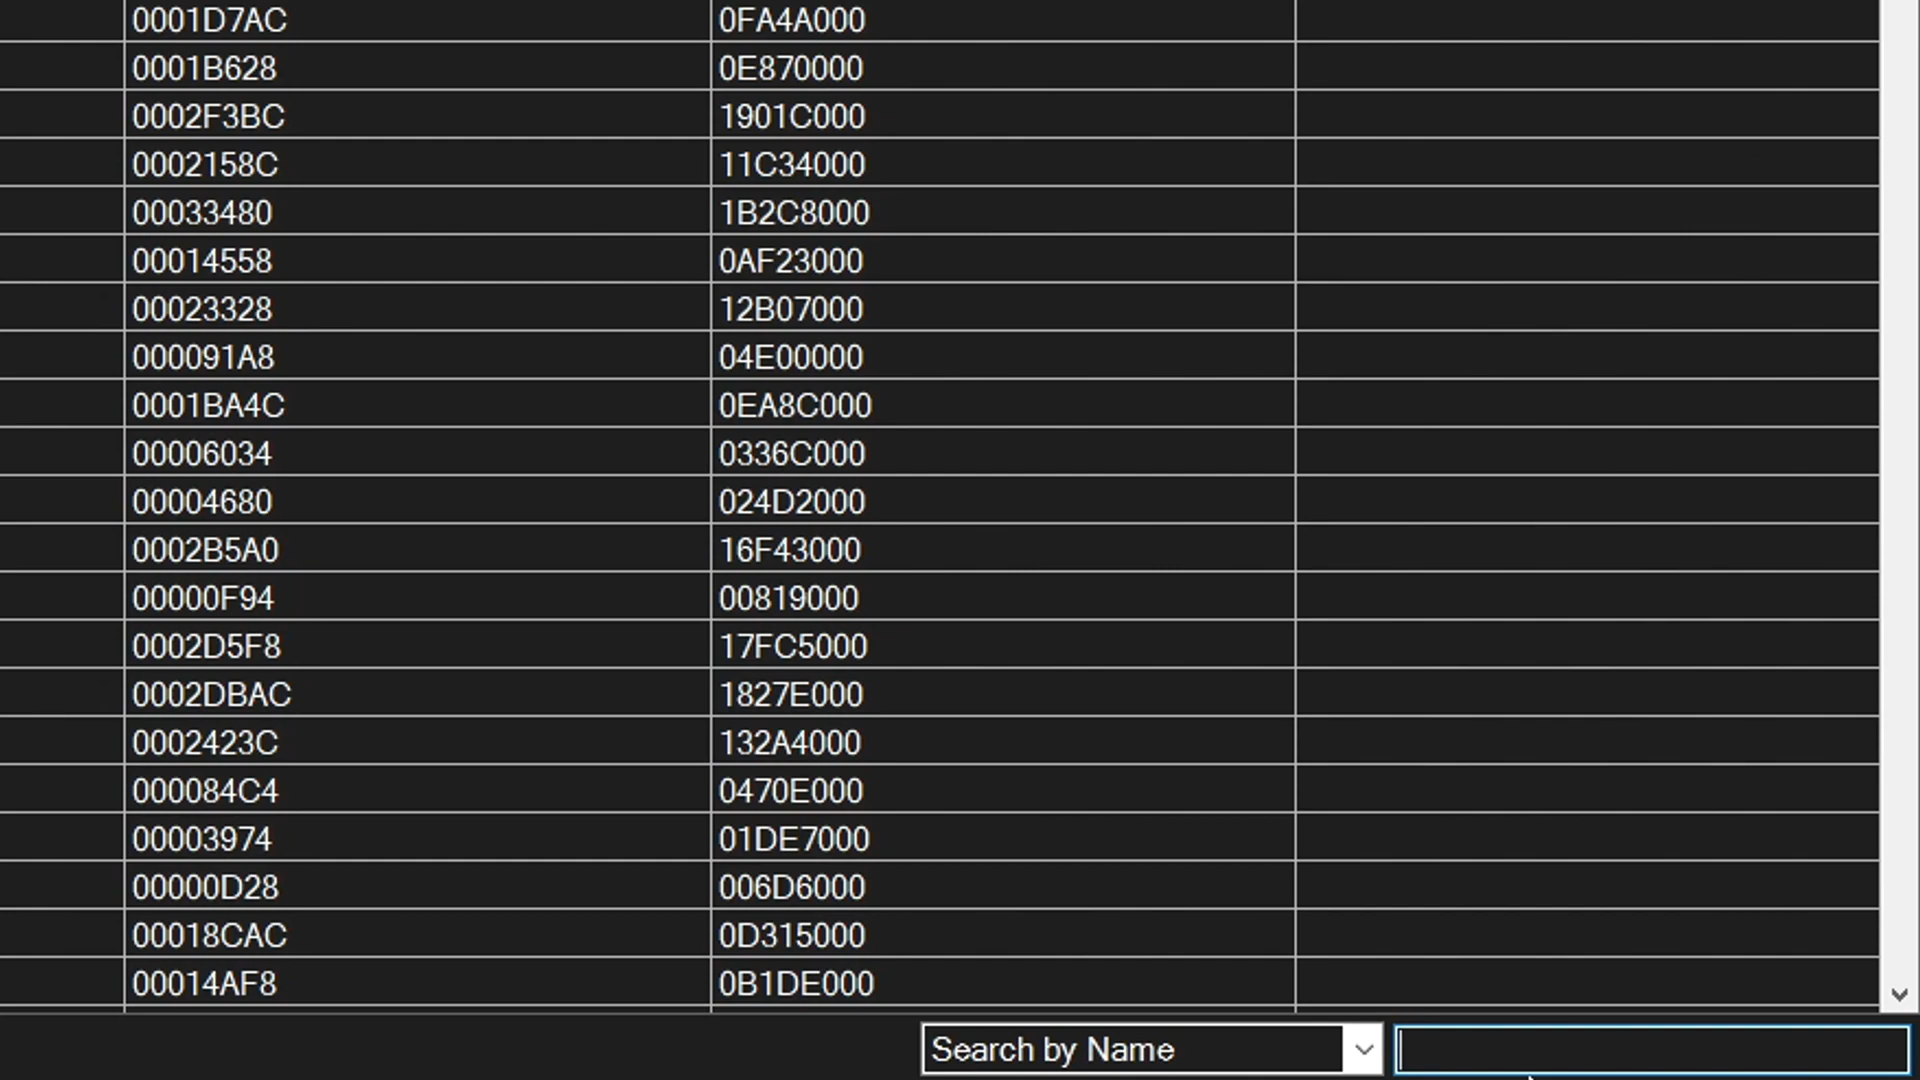 0001D7AC 0FA4A000
0001B628 0E870000
0002F3BC 1901C000
0002158C 11C34000
00033480 1B2C8000
00014558 0AF23000
00023328 12B07000
000091A8 04E00000
0001BA4C 0EA8C000
00006034 0336C000
00004680 024D2000
0002B5A0 16F43000
00000F94 00819000
0002D5F8 17FC5000
0002DBAC 1827E000
0002423C 132A4000
000084C4 0470E000
00003974 01DE7000
00000D28 006D6000
00018CAC 0D315000
00014AF8 0B1DE000
Search by Name